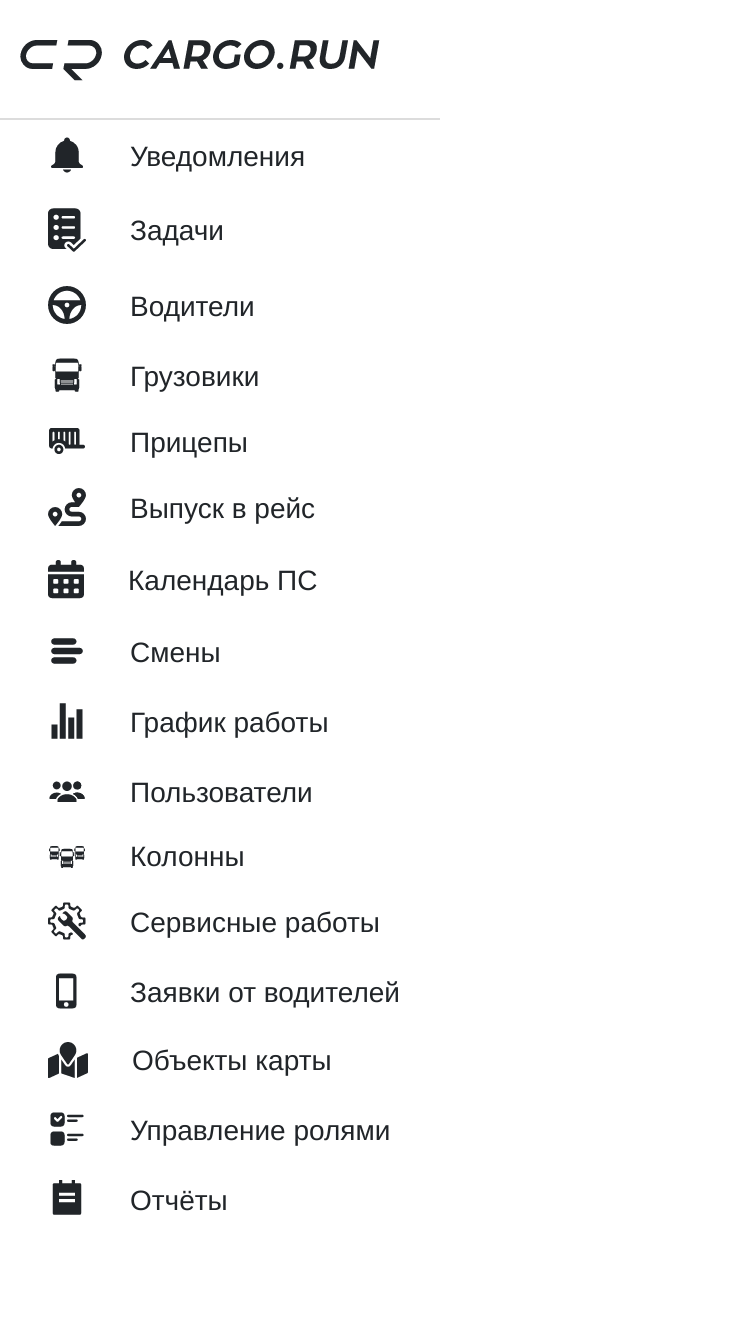 CARGO.RUN
Уведомления
Задачи
Водители
Грузовики
Прицепы
Выпуск в рейс
Календарь ПС
Смены
График работы
Пользователи
Колонны
Сервисные работы
Заявки от водителей
Объекты карты
Управление ролями
Отчёты